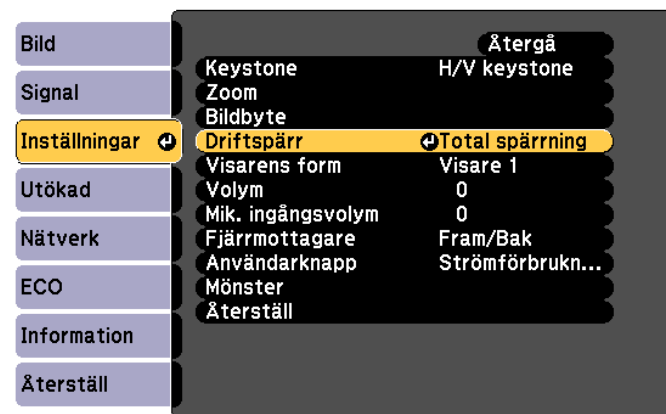 Bild
Signal
Inställningar
Utökad
Nätverk
ECO
Information
Återställ
Återgå
Keystone H/V keystone
Zoom
Bildbyte
Driftspärr Total spärrning
Visarens form Visare 1
Volym 0
Mik. ingångsvolym 0
Fjärrmottagare Fram/Bak
Användarknapp Strömförbrukn...
Mönster
Återställ